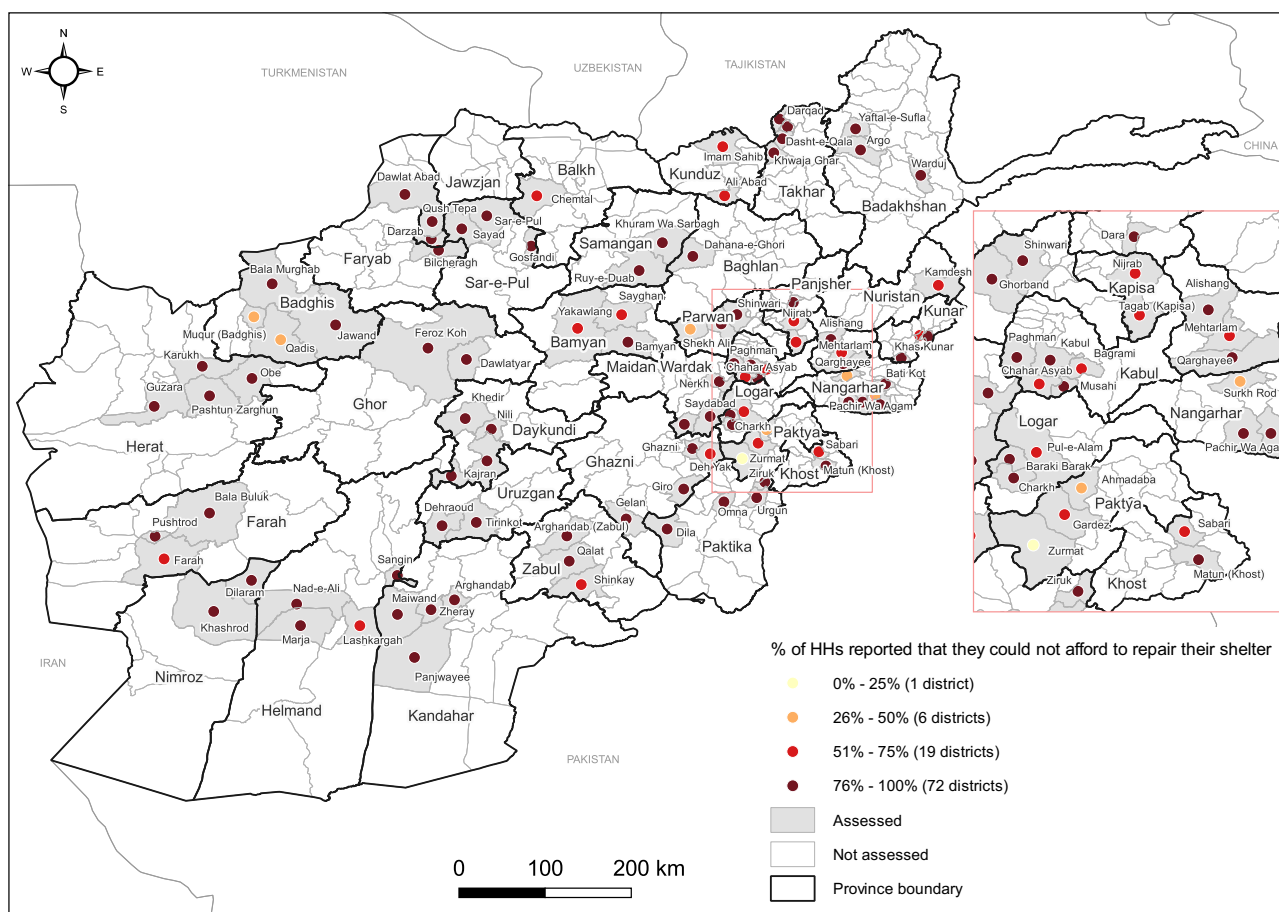 N
W E
S
TURKMENISTAN
UZBEKISTAN
TAJIKISTAN
CHINA
IRAN
PAKISTAN
Darqad
Yaftal-e-Sufla
Dasht-e-Qala
Argo
Imam Sahib
Khwaja Ghar
Warduj
Kunduz
Takhar
Ali Abad
Badakhshan
Balkh
Dawlat Abad
Jawzjan
Chemtal
Qush Tepa
Sar-e-Pul
Darzab
Sayad
Khuram Wa Sarbagh
Samangan
Dahana-e-Ghori
Bilcheragh
Gosfandi
Faryab
Ruy-e-Duab
Baghlan
Bala Murghab
Sar-e-Pul
Kamdesh
Badghis
Sayghan
Panjsher
Nuristan
Kunar
Yakawlang
Shinwari
Nijrab
Parwan
Alishang
Muqur (Badghis)
Jawand
Feroz Koh
Qadis
Bamyan
Bamyan
Shekh Ali
Mehtarlam
Khas Kunar
Karukh
Dawlatyar
Paghman
Qarghayee
Obe
Maidan Wardak
Chahar Asyab
Bati Kot
Guzara
Nerkh
Nangarhar
Pashtun Zarghun
Ghor
Khedir
Logar
Pachir Wa Agam
Nili
Saydabad
Charkh
Daykundi
Paktya
Herat
Ghazni
Sabari
Zurmat
Kajran
Ghazni
Deh Yak
Khost
Matun (Khost)
Ziruk
Bala Buluk
Uruzgan
Giro
Farah
Gelan
Omna
Urgun
Pushtrod
Dehraoud
Tirinkot
Arghandab (Zabul)
Dila
Farah
Qalat
Paktika
Sangin
Zabul
Shinkay
Dilaram
Nad-e-Ali
Arghandab
Maiwand
Zheray
Khashrod
Marja
Lashkargah
Panjwayee
Nimroz
Helmand
Kandahar
Dara
Shinwari
Nijrab
Kapisa
Ghorband
Alishang
Tagab (Kapisa)
Mehtarlam
Paghman
Kabul
Bagrami
Qarghayee
Chahar Asyab
Kabul
Musahi
Surkh Rod
Nangarhar
Logar
Pul-e-Alam
Pachir Wa Aga
Baraki Barak
Ahmadaba
Charkh
Paktya
Gardez
Sabari
Zurmat
Ziruk
Khost
Matun (Khost)
% of HHs reported that they could not afford to repair their shelter
0% - 25% (1 district)
26% - 50% (6 districts)
51% - 75% (19 districts)
76% - 100% (72 districts)
Assessed
Not assessed
Province boundary
0 100 200 km